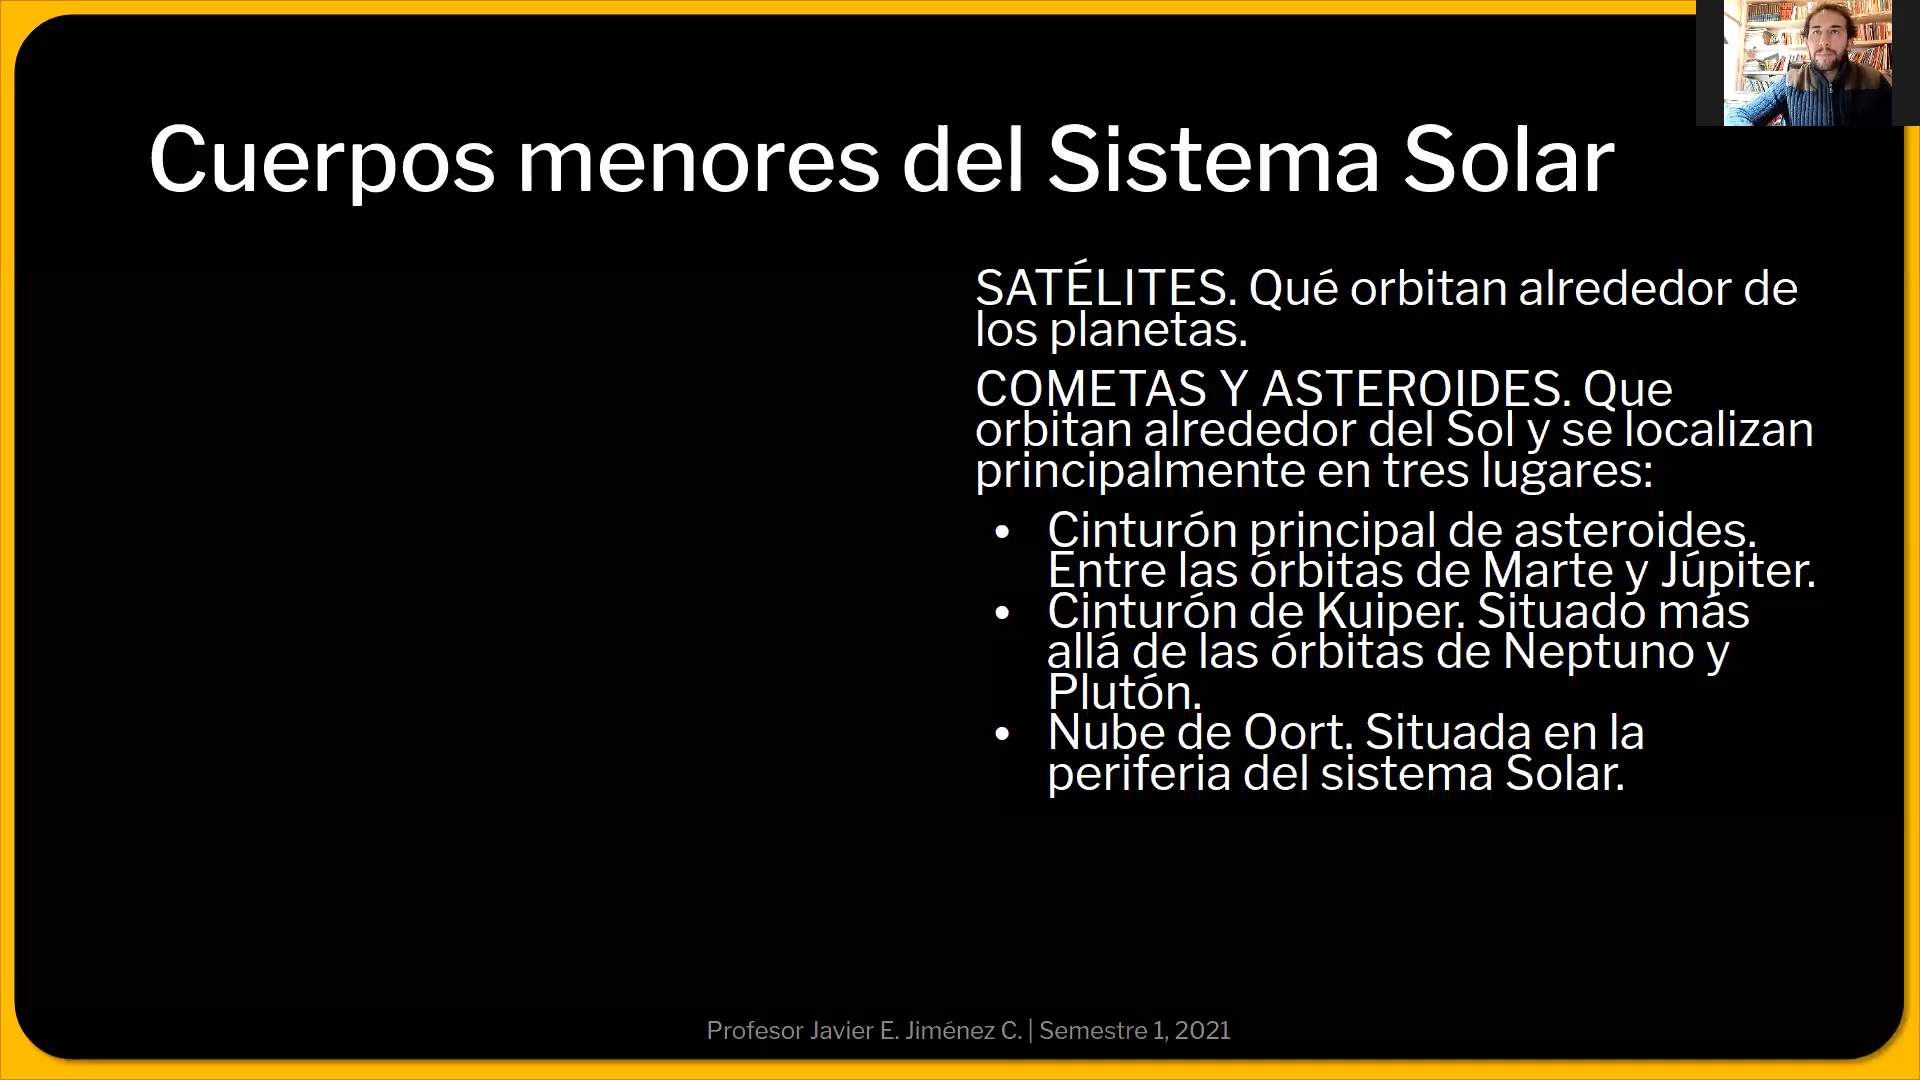 Cuerpos menores del Sistema Solar
SATÉLITES. Qué orbitan alrededor de
los planetas.
COMETAS Y ASTEROIDES. Que
orbitan alrededor del Sol y se localizan
principalmente en tres lugares:
• Cinturón principal de asteroides.
Entre las órbitas de Marte y Júpiter.
• Cinturón de Kuiper. Situado más
allá de las órbitas de Neptuno y
Plutón.
• Nube de Oort. Situada en la
periferia del sistema Solar.
Profesor Javier E. Jiménez C. | Semestre 1, 2021